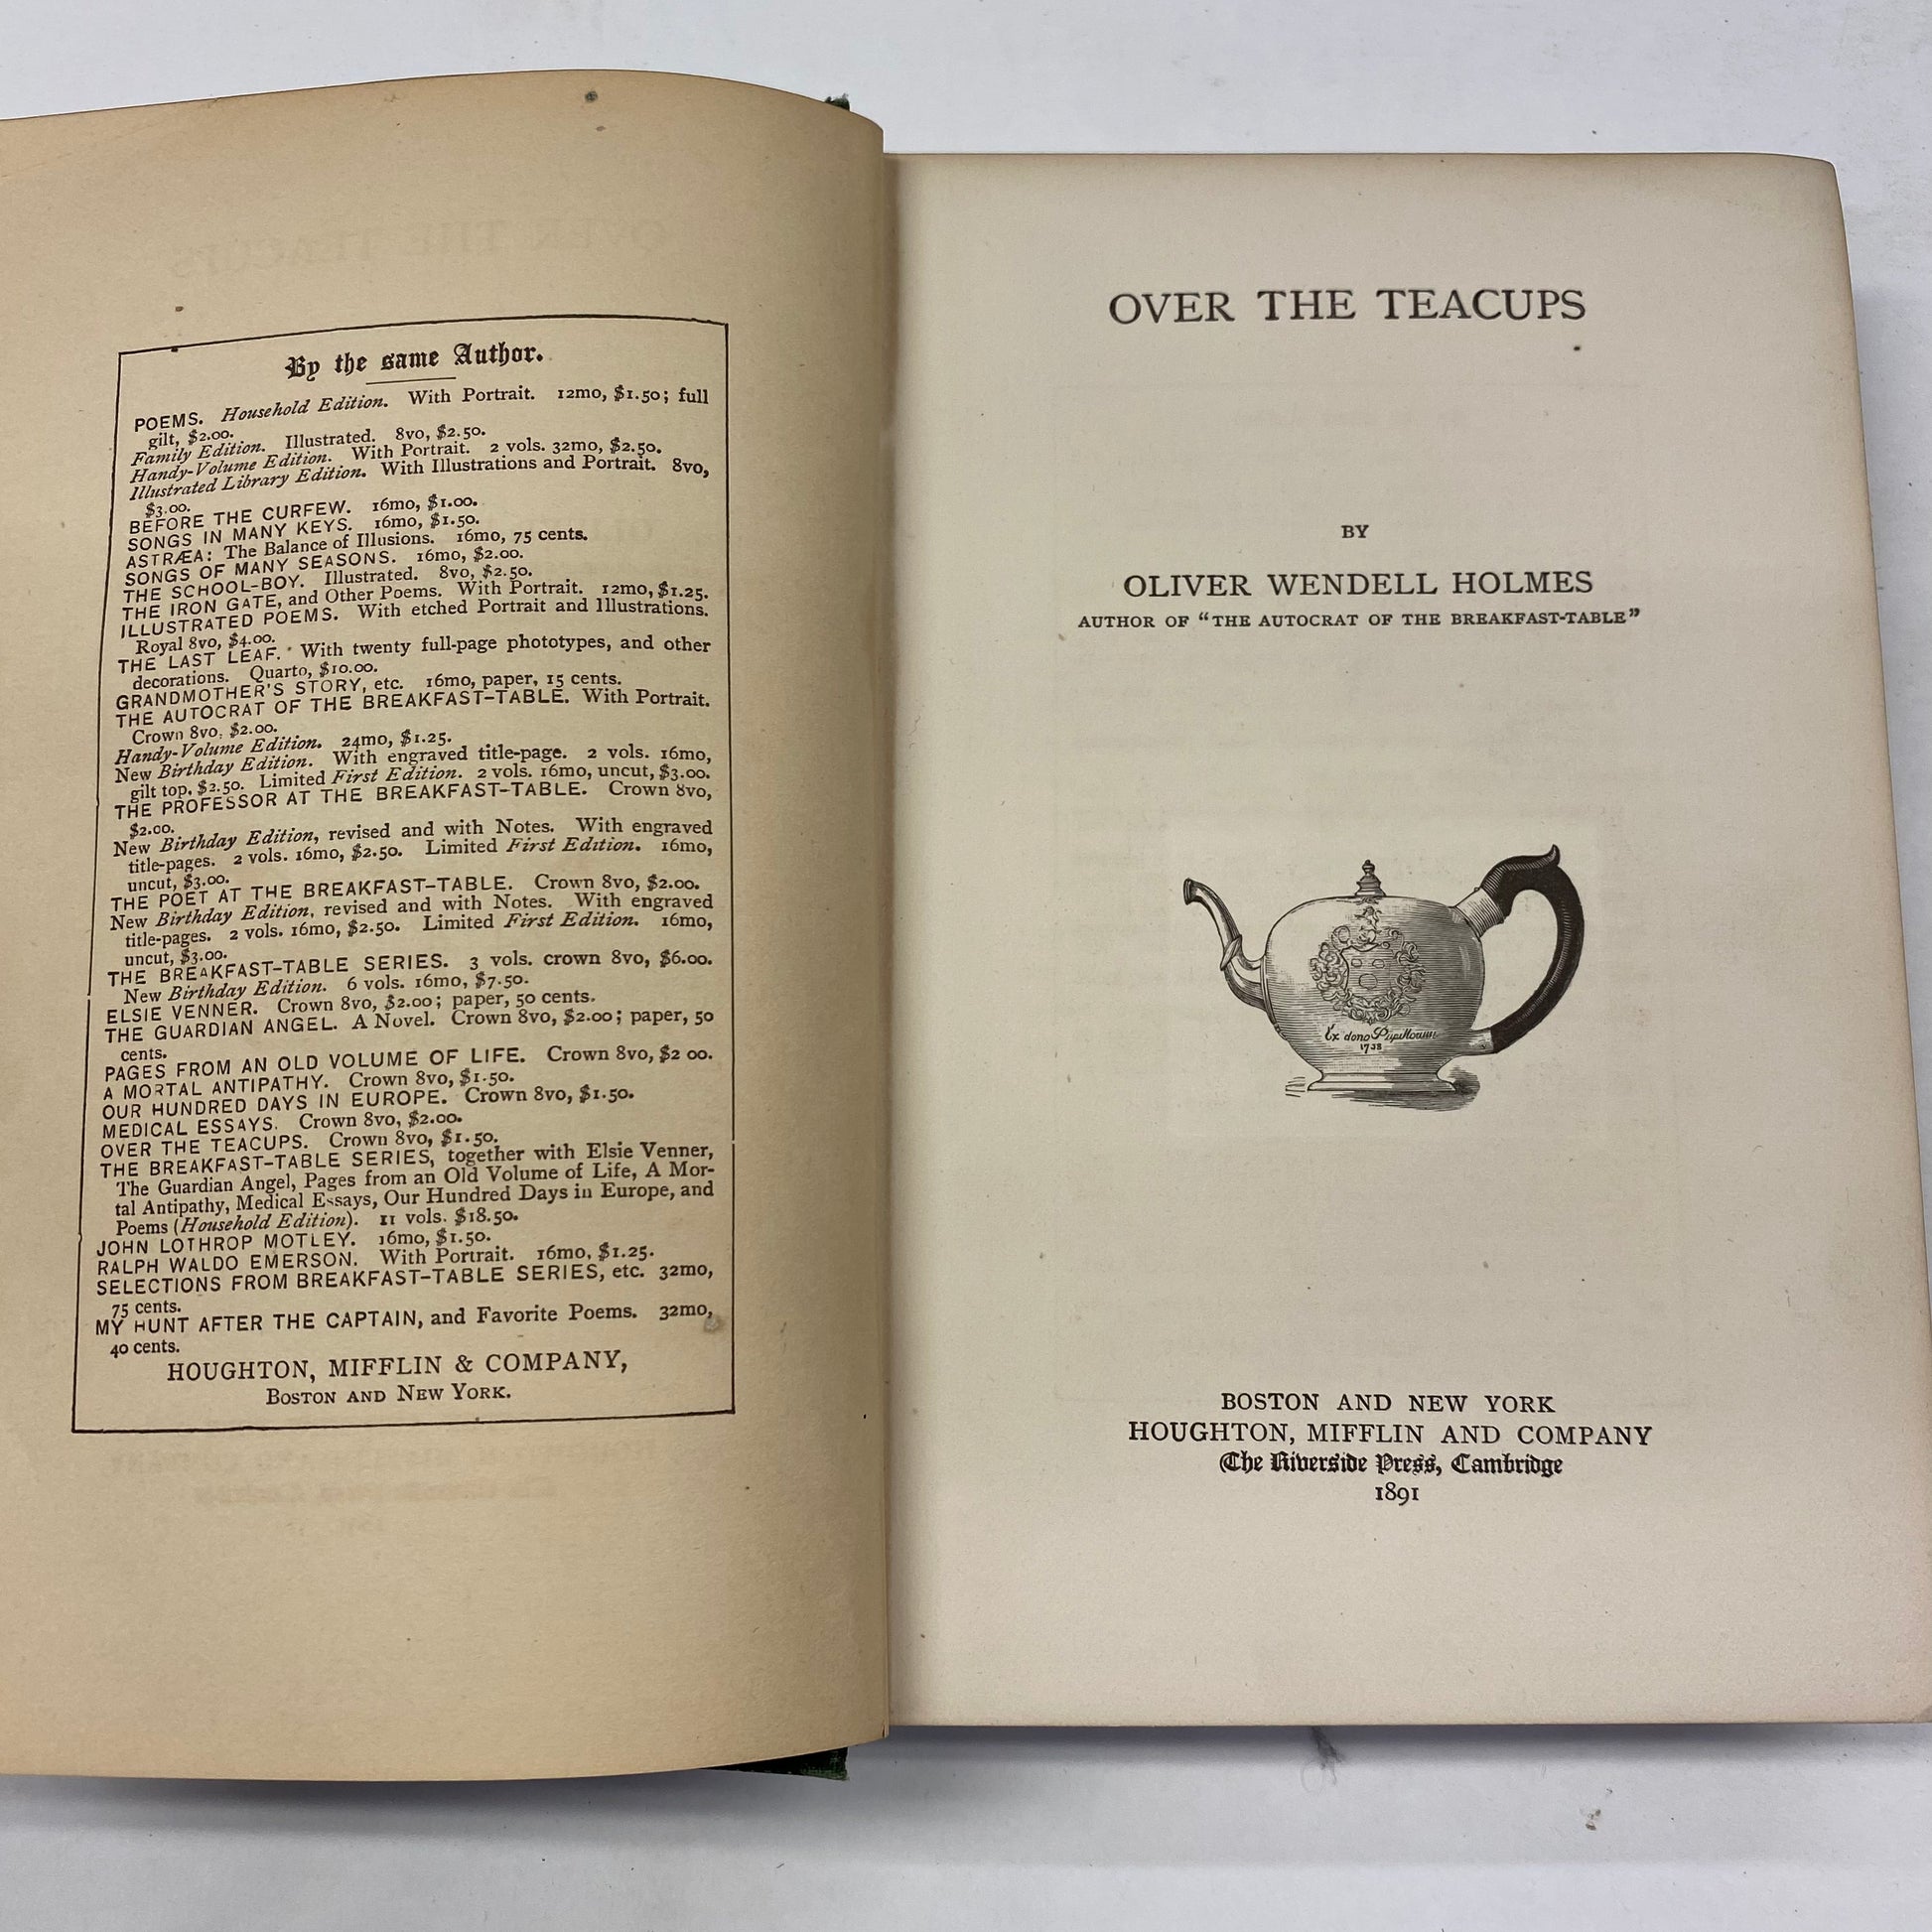 By the same Author.
POEMS. Household Edition. With Portrait. 12mo, $1.50; full
gilt, $2.00.
Family Edition. Illustrated. 8vo, $2.50.
Handy-Volume Edition. With Portrait. 2 vols. 32mo, $2.50.
Illustrated Library Edition. With Illustrations and Portrait. 8vo,
$3.00.
BEFORE THE CURFEW. 16mo, $1.00.
SONGS IN MANY KEYS. 16mo, $1.50.
ASTRÆA: The Balance of Illusions. 16mo, 75 cents.
SONGS OF MANY SEASONS. 16mo, $2.00.
THE SCHOOL-BOY. Illustrated. 8vo, $2.50.
THE IRON GATE, and Other Poems. With Portrait. 12mo, $1.25.
ILLUSTRATED POEMS. With etched Portrait and Illustrations.
Royal 8vo, $4.00.
THE LAST LEAF. With twenty full-page phototypes, and other
decorations. Quarto, $10.00.
GRANDMOTHER'S STORY, etc. 16mo, paper, 15 cents.
THE AUTOCRAT OF THE BREAKFAST-TABLE. With Portrait.
Crown 8vo, $2.00.
Handy-Volume Edition. 24mo, $1.25.
New Birthday Edition. With engraved title-page. 2 vols. 16mo,
gilt top, $2.50. Limited First Edition. 2 vols. 16mo, uncut, $3.00.
THE PROFESSOR AT THE BREAKFAST-TABLE. Crown 8vo,
$2.00.
New Birthday Edition, revised and with Notes. With engraved
title-pages. 2 vols. 16mo, $2.50. Limited First Edition. 16mo,
uncut, $3.00.
THE POET AT THE BREAKFAST-TABLE. Crown 8vo, $2.00.
New Birthday Edition, revised and with Notes. With engraved
title-pages. 2 vols. 16mo, $2.50. Limited First Edition. 16mo,
uncut, $3.00.
THE BREAKFAST-TABLE SERIES. 3 vols. crown 8vo, $6.00.
New Birthday Edition. 6 vols. 16mo, $7.50.
ELSIE VENNER. Crown 8vo, $2.00; paper, 50 cents.
THE GUARDIAN ANGEL. A Novel. Crown 8vo, $2.00; paper, 50
cents.
PAGES FROM AN OLD VOLUME OF LIFE. Crown 8vo, $2 00.
A MORTAL ANTIPATHY. Crown 8vo, $1.50.
OUR HUNDRED DAYS IN EUROPE. Crown 8vo, $1.50.
MEDICAL ESSAYS. Crown 8vo, $2.00.
OVER THE TEACUPS. Crown 8vo, $1.50.
THE BREAKFAST-TABLE SERIES, together with Elsie Venner,
The Guardian Angel, Pages from an Old Volume of Life, A Mor-
tal Antipathy, Medical Essays, Our Hundred Days in Europe, and
Poems (Household Edition). 11 vols. $18.50.
JOHN LOTHROP MOTLEY. 16mo, $1.50.
RALPH WALDO EMERSON. With Portrait. 16mo, $1.25.
SELECTIONS FROM BREAKFAST-TABLE SERIES, etc. 32mo,
75 cents.
MY HUNT AFTER THE CAPTAIN, and Favorite Poems. 32mo,
40 cents.
HOUGHTON, MIFFLIN & COMPANY,
BOSTON AND NEW YORK.
OVER THE TEACUPS
BY
OLIVER WENDELL HOLMES
AUTHOR OF "THE AUTOCRAT OF THE BREAKFAST-TABLE"
Ex dono Pupillorum
1738
BOSTON AND NEW YORK
HOUGHTON, MIFFLIN AND COMPANY
The Riverside Press, Cambridge
1891